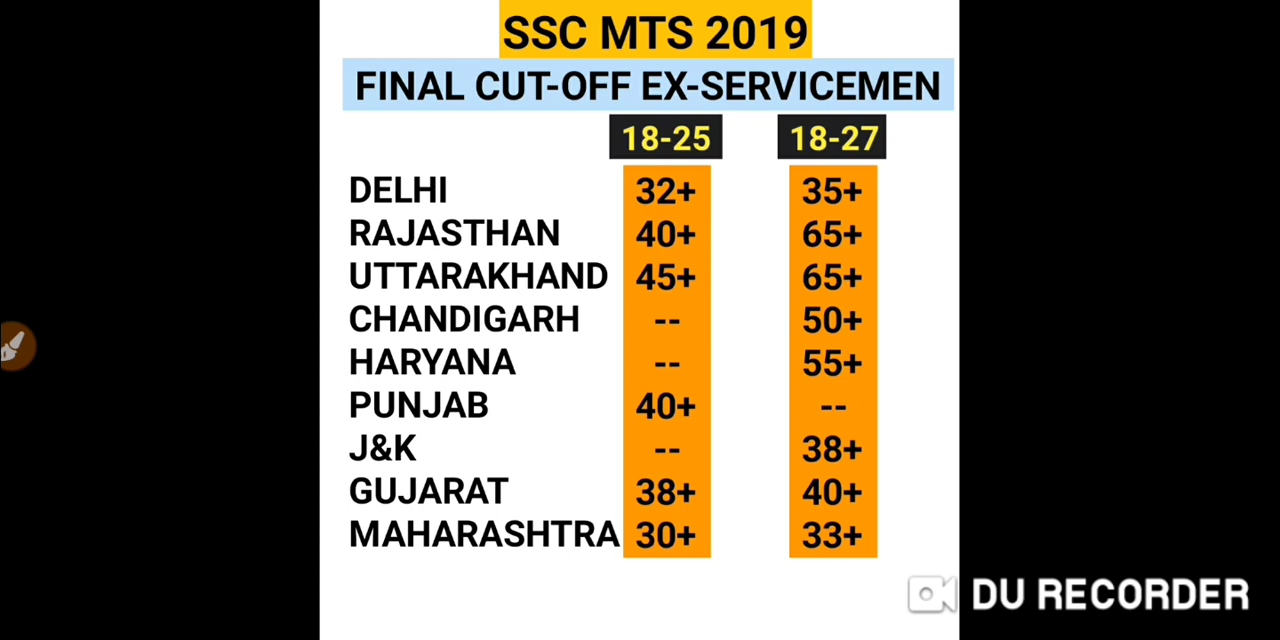 SSC MTS 2019
FINAL CUT-OFF EX-SERVICEMEN
18-25 18-27
DELHI 32+ 35+
RAJASTHAN 40+ 65+
UTTARAKHAND 45+ 65+
CHANDIGARH -- 50+
HARYANA -- 55+
PUNJAB 40+ --
J&K -- 38+
GUJARAT 38+ 40+
MAHARASHTRA 30+ 33+
DU RECORDER